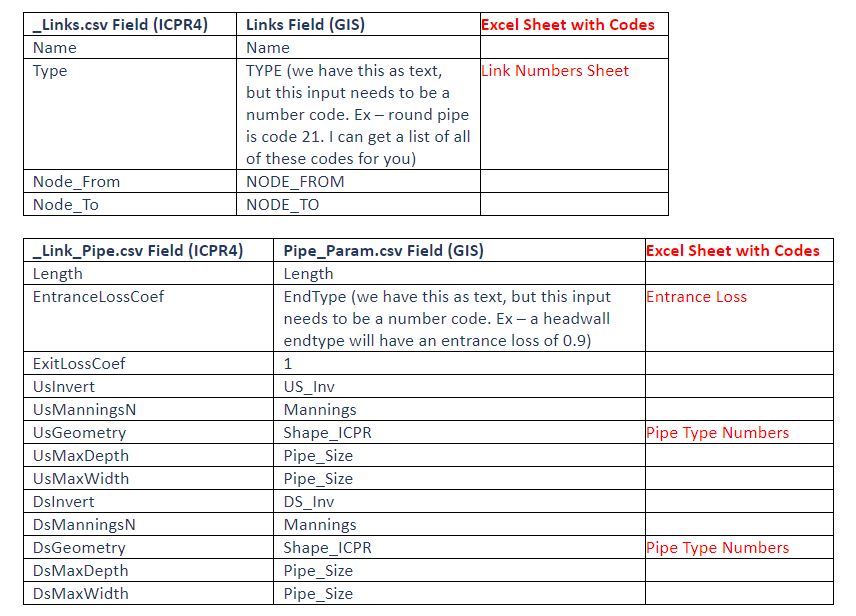 _Links.csv Field (ICPR4) Links Field (GIS) Excel Sheet with Codes
Name Name
Type TYPE (we have this as text, Link Numbers Sheet
but this input needs to be a
number code. Ex – round pipe
is code 21. I can get a list of all
of these codes for you)
Node_From NODE_FROM
Node_To NODE_TO
_Link_Pipe.csv Field (ICPR4) Pipe_Param.csv Field (GIS) Excel Sheet with Codes
Length Length
EntranceLossCoef EndType (we have this as text, but this input Entrance Loss
needs to be a number code. Ex – a headwall
endtype will have an entrance loss of 0.9)
ExitLossCoef 1
UsInvert US_Inv
UsManningsN Mannings
UsGeometry Shape_ICPR Pipe Type Numbers
UsMaxDepth Pipe_Size
UsMaxWidth Pipe_Size
DsInvert DS_Inv
DsManningsN Mannings
DsGeometry Shape_ICPR Pipe Type Numbers
DsMaxDepth Pipe_Size
DsMaxWidth Pipe_Size